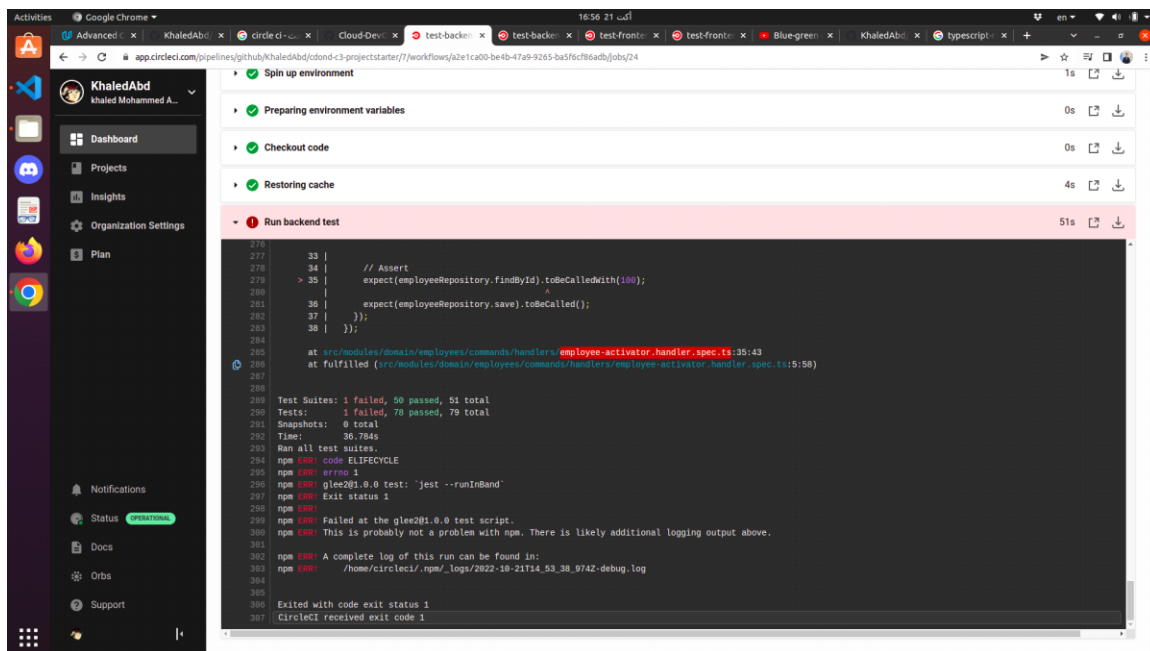 Activities
Google Chrome
16:56 21 أكت
en
Advanced C
KhaledAbd/
circle ci -
Cloud-DevO
test-backen
test-backen
test-fronte
test-fronte
Blue-green
KhaledAbd/
typescript-r
app.circleci.com/pipelines/github/KhaledAbd/cdond-c3-projectstarter/7/workflows/a2e1ca00-be4b-47a9-9265-ba5f6cf86adb/jobs/24
KhaledAbd
khaled Mohammed A...
Dashboard
Projects
Insights
Organization Settings
Plan
Notifications
Status OPERATIONAL
Docs
Orbs
Support
Spin up environment 1s
Preparing environment variables 0s
Checkout code 0s
Restoring cache 4s
Run backend test 51s
276
277 33 |
278 34 | // Assert
279 > 35 | expect(employeeRepository.findById).toBeCalledWith(100);
280 | ^
281 36 | expect(employeeRepository.save).toBeCalled();
282 37 | });
283 38 | });
284
285 at src/modules/domain/employees/commands/handlers/employee-activator.handler.spec.ts:35:43
286 at fulfilled (src/modules/domain/employees/commands/handlers/employee-activator.handler.spec.ts:5:58)
287
288
289 Test Suites: 1 failed, 50 passed, 51 total
290 Tests: 1 failed, 78 passed, 79 total
291 Snapshots: 0 total
292 Time: 36.784s
293 Ran all test suites.
294 npm ERR! code ELIFECYCLE
295 npm ERR! errno 1
296 npm ERR! glee2@1.0.0 test: `jest --runInBand`
297 npm ERR! Exit status 1
298 npm ERR!
299 npm ERR! Failed at the glee2@1.0.0 test script.
300 npm ERR! This is probably not a problem with npm. There is likely additional logging output above.
301
302 npm ERR! A complete log of this run can be found in:
303 npm ERR! /home/circleci/.npm/_logs/2022-10-21T14_53_38_974Z-debug.log
304
305
306 Exited with code exit status 1
307 CircleCI received exit code 1